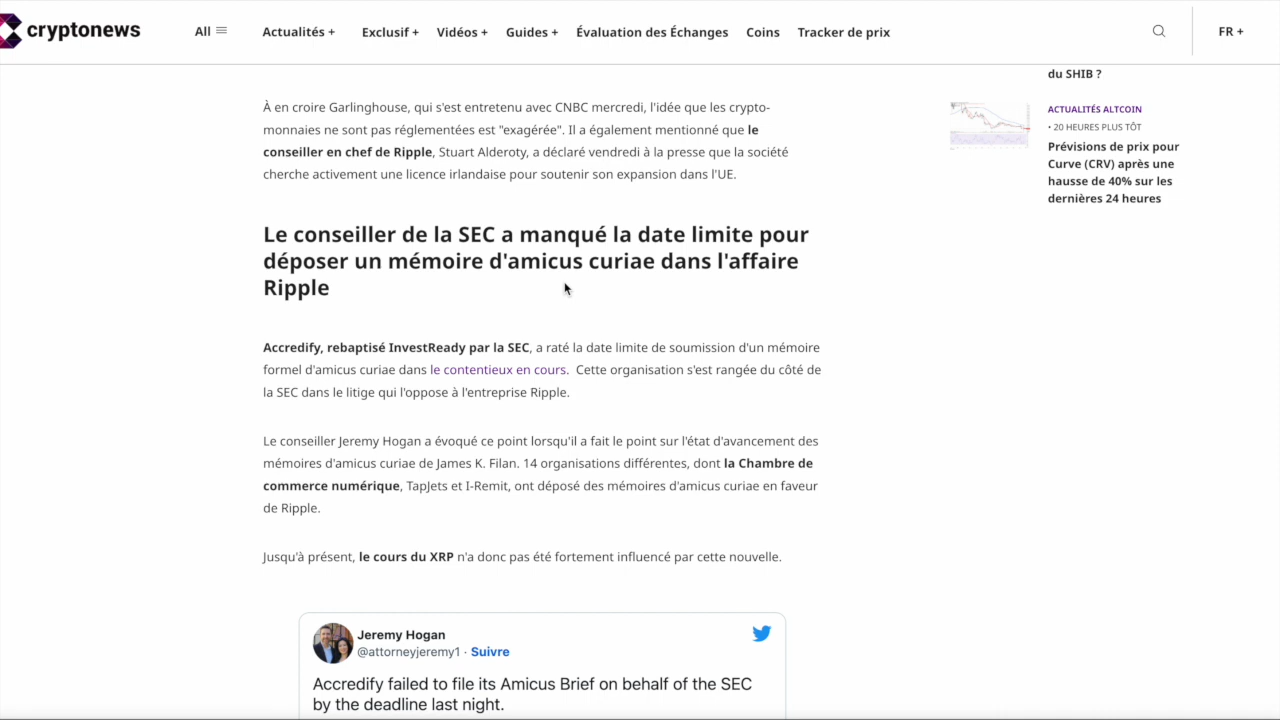 cryptonews
All
Actualités +
Exclusif +
Vidéos +
Guides +
Évaluation des Échanges
Coins
Tracker de prix
FR +
À en croire Garlinghouse, qui s'est entretenu avec CNBC mercredi, l'idée que les crypto-
monnaies ne sont pas réglementées est "exagérée". Il a également mentionné que le
conseiller en chef de Ripple, Stuart Alderoty, a déclaré vendredi à la presse que la société
cherche activement une licence irlandaise pour soutenir son expansion dans l'UE.
Le conseiller de la SEC a manqué la date limite pour
déposer un mémoire d'amicus curiae dans l'affaire
Ripple
Accredify, rebaptisé InvestReady par la SEC, a raté la date limite de soumission d'un mémoire
formel d'amicus curiae dans le contentieux en cours.  Cette organisation s'est rangée du côté de
la SEC dans le litige qui l'oppose à l'entreprise Ripple.
Le conseiller Jeremy Hogan a évoqué ce point lorsqu'il a fait le point sur l'état d'avancement des
mémoires d'amicus curiae de James K. Filan. 14 organisations différentes, dont la Chambre de
commerce numérique, TapJets et I-Remit, ont déposé des mémoires d'amicus curiae en faveur
de Ripple.
Jusqu'à présent, le cours du XRP n'a donc pas été fortement influencé par cette nouvelle.
Jeremy Hogan
@attorneyjeremy1 · Suivre
Accredify failed to file its Amicus Brief on behalf of the SEC
by the deadline last night.
du SHIB ?
ACTUALITÉS ALTCOIN
• 20 HEURES PLUS TÔT
Prévisions de prix pour
Curve (CRV) après une
hausse de 40% sur les
dernières 24 heures